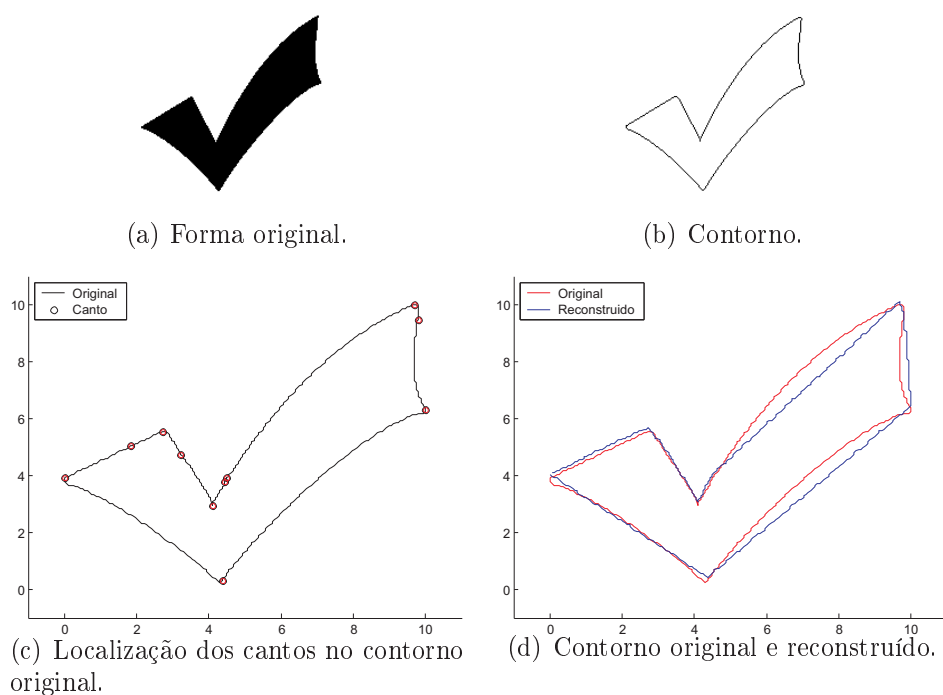 (a) Forma original.
(b) Contorno.
Original
Canto
10
8
6
4
2
0
0
2
4
6
8
10
(c) Localização dos cantos no contorno
original.
Original
Reconstruido
10
8
6
4
2
0
0
2
4
6
8
10
(d) Contorno original e reconstruído.